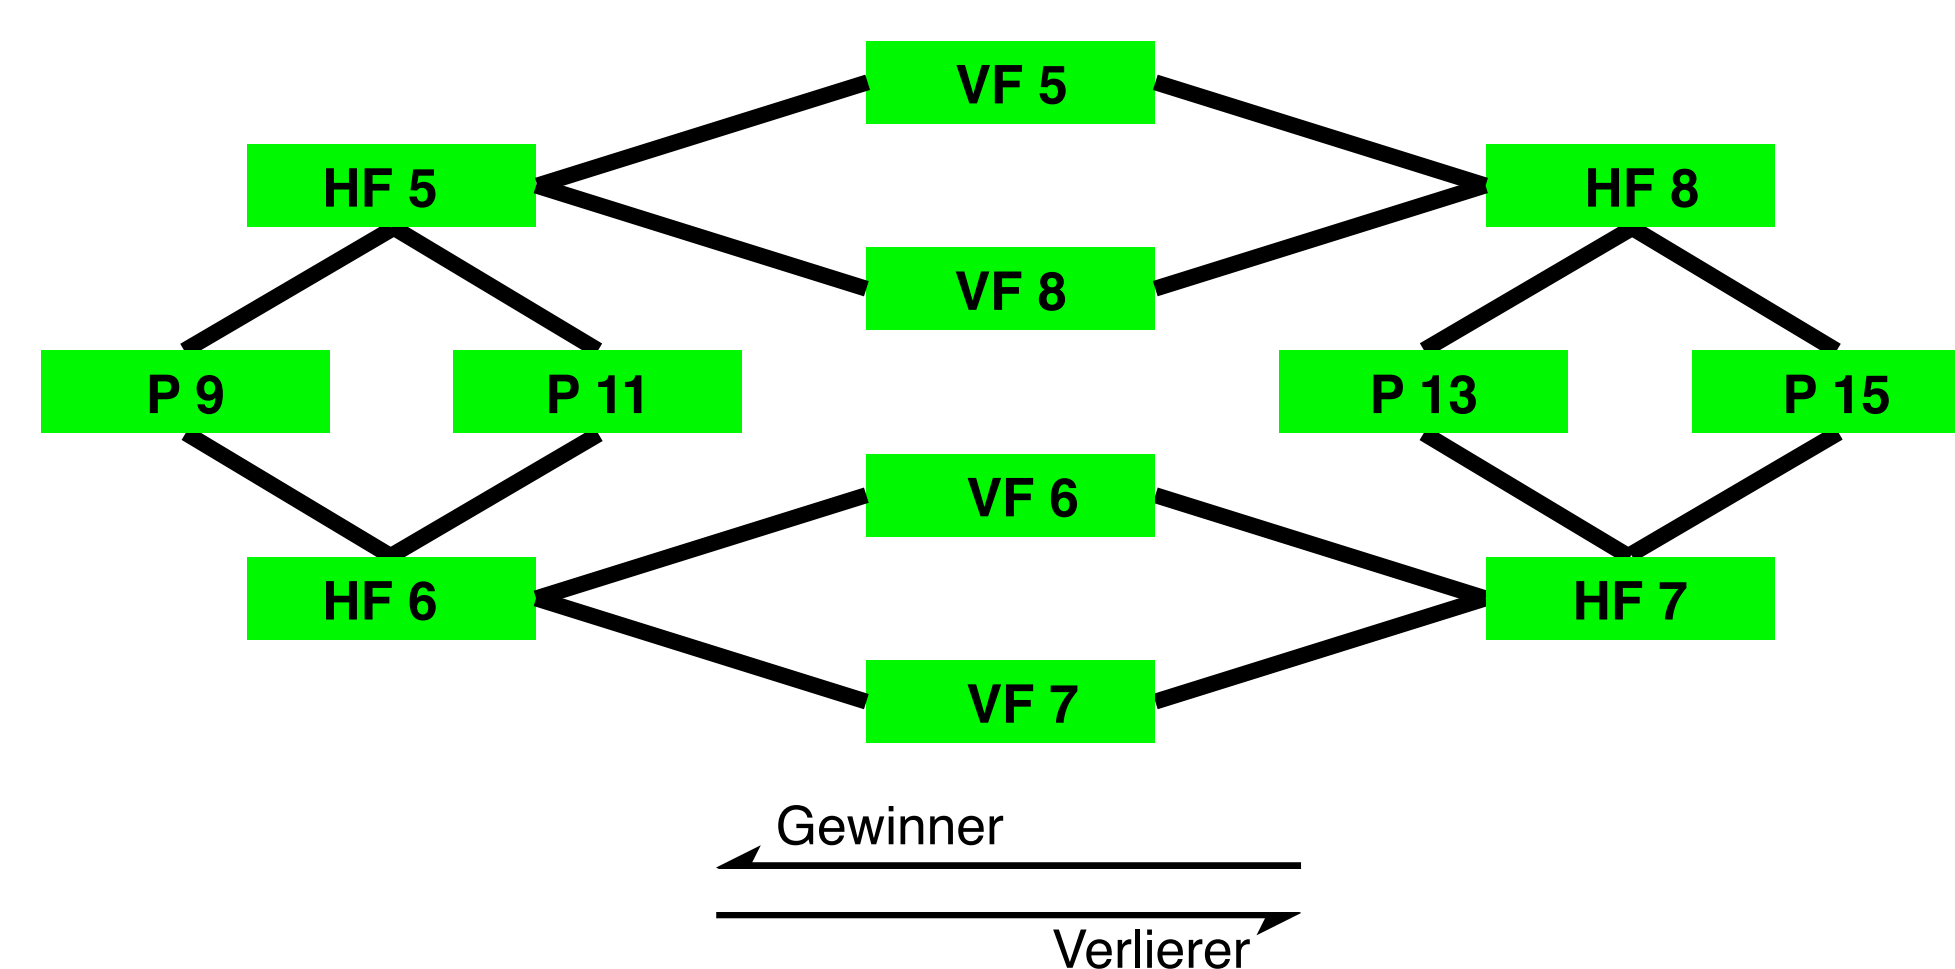 VF 5
HF 5
HF 8
VF 8
P 9
P 11
P 13
P 15
VF 6
HF 6
HF 7
VF 7
Gewinner
Verlierer